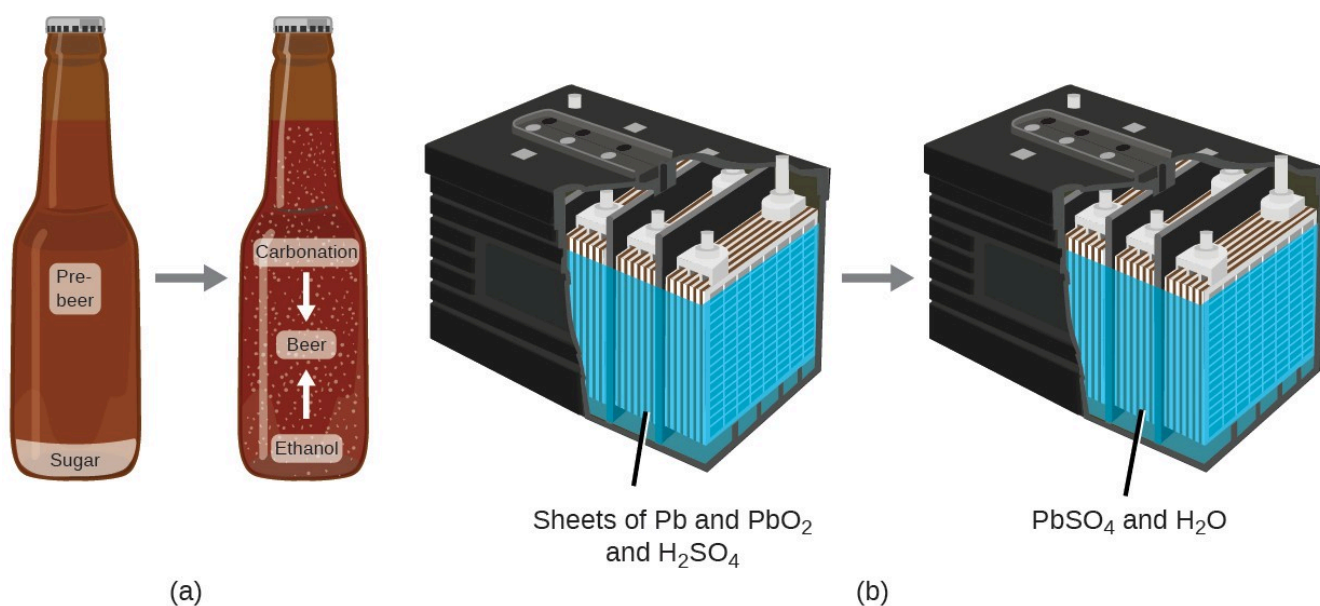 Pre-
beer
Sugar
Carbonation
Beer
Ethanol
(a)
Sheets of Pb and PbO₂
and H₂SO₄
PbSO₄ and H₂O
(b)